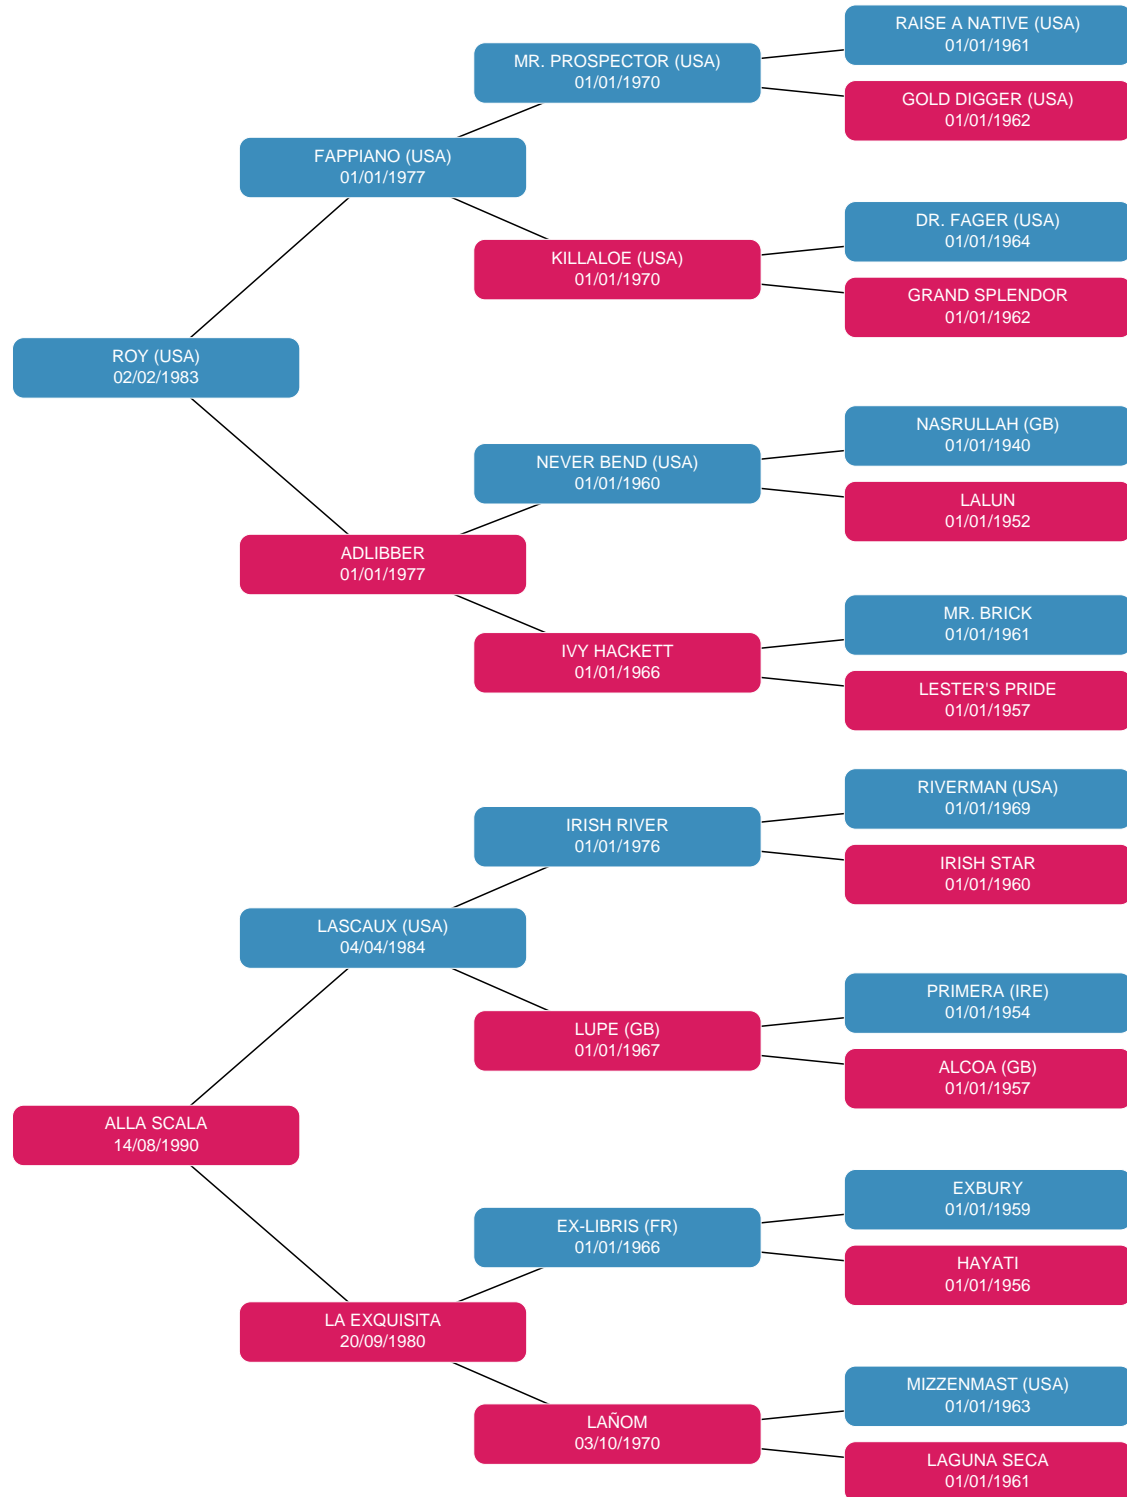 RAISE A NATIVE (USA)
01/01/1961
MR. PROSPECTOR (USA)
01/01/1970
GOLD DIGGER (USA)
01/01/1962
FAPPIANO (USA)
01/01/1977
DR. FAGER (USA)
01/01/1964
KILLALOE (USA)
01/01/1970
GRAND SPLENDOR
01/01/1962
ROY (USA)
02/02/1983
NASRULLAH (GB)
01/01/1940
NEVER BEND (USA)
01/01/1960
LALUN
01/01/1952
ADLIBBER
01/01/1977
MR. BRICK
01/01/1961
IVY HACKETT
01/01/1966
LESTER'S PRIDE
01/01/1957
RIVERMAN (USA)
01/01/1969
IRISH RIVER
01/01/1976
IRISH STAR
01/01/1960
LASCAUX (USA)
04/04/1984
PRIMERA (IRE)
01/01/1954
LUPE (GB)
01/01/1967
ALCOA (GB)
01/01/1957
ALLA SCALA
14/08/1990
EXBURY
01/01/1959
EX-LIBRIS (FR)
01/01/1966
HAYATI
01/01/1956
LA EXQUISITA
20/09/1980
MIZZENMAST (USA)
01/01/1963
LAÑOM
03/10/1970
LAGUNA SECA
01/01/1961